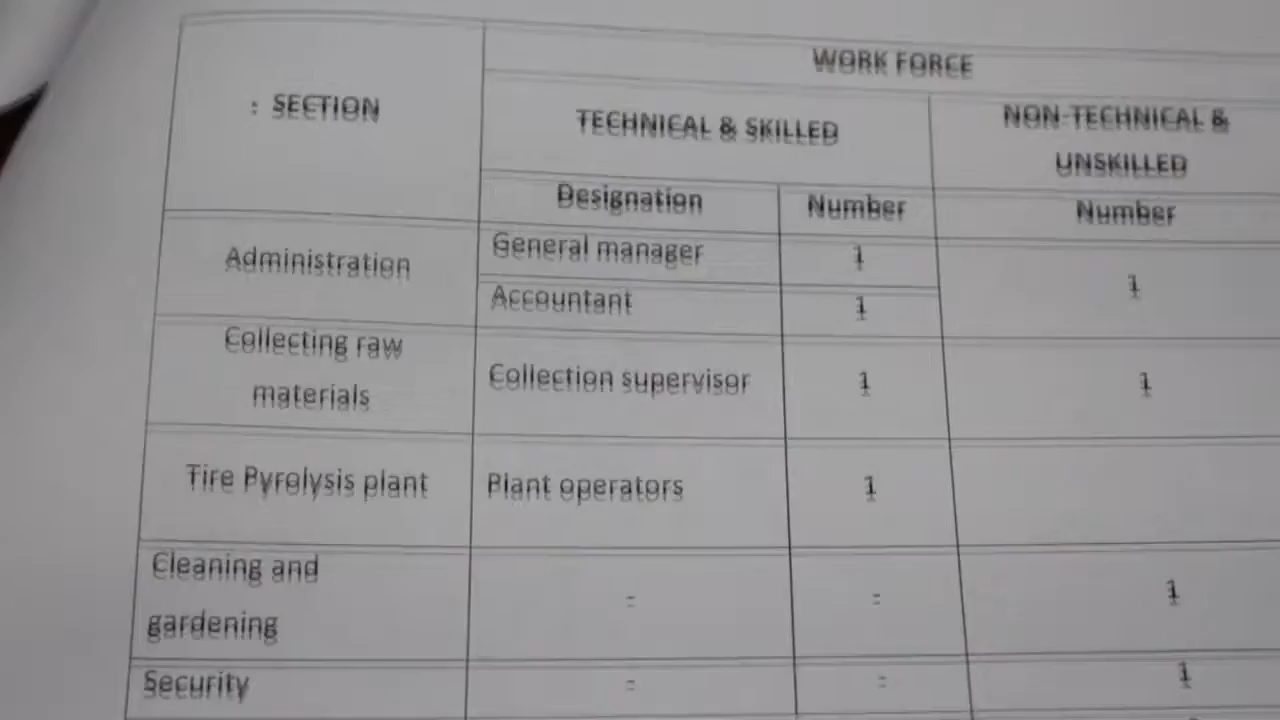 WORK FORCE
: SECTION
TECHNICAL & SKILLED
NON-TECHNICAL &
UNSKILLED
Designation
Number
Number
Administration
General manager
1
1
Accountant
1
Collecting raw
materials
Collection supervisor
1
1
Tire Pyrolysis plant
Plant operators
1
Cleaning and
gardening
-
-
1
Security
-
-
1